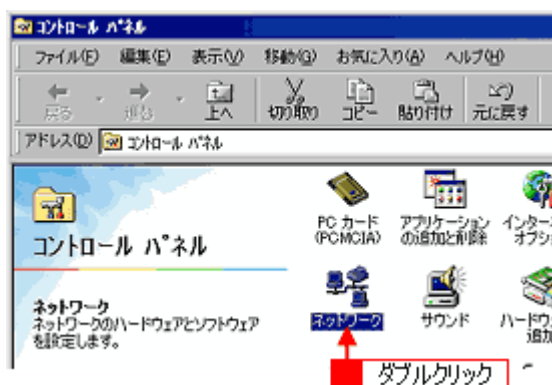 コントロール パネル
ファイル(F) 編集(E) 表示(V) 移動(G) お気に入り(A) ヘルプ(H)
戻る 進む 上へ 切り取り コピー 貼り付け 元に戻す
アドレス(D) コントロール パネル
コントロール パネル
PC カード
(PCMCIA)
アプリケーション
の追加と削除
インターネ
オプシ
ネットワーク
ネットワークのハードウェアとソフトウェア
を設定します。
ネットワーク
サウンド
ハードウ
追加
ダブルクリック